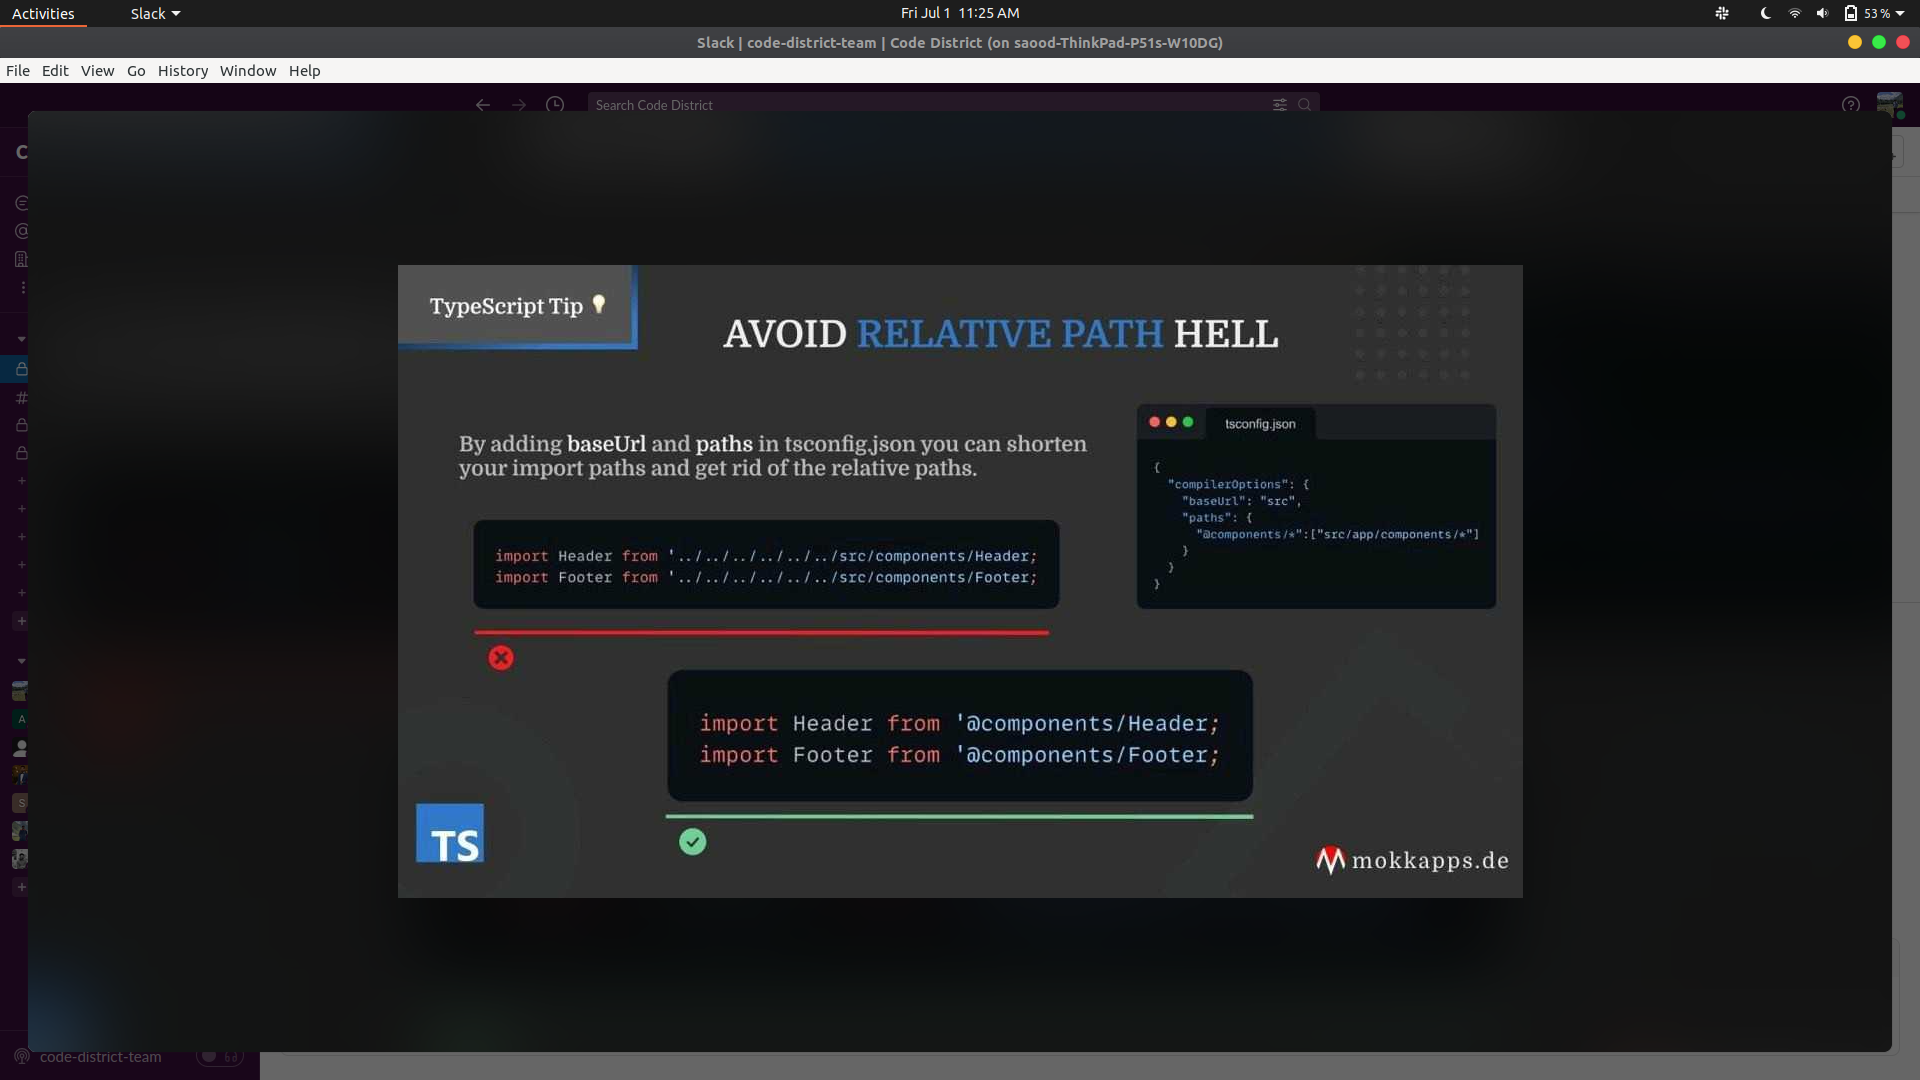 Activities
Slack
Fri Jul 1 11:25 AM
53 %
Slack | code-district-team | Code District (on saood-ThinkPad-P51s-W10DG)
File Edit View Go History Window Help
Search Code District
TypeScript Tip
AVOID RELATIVE PATH HELL
By adding baseUrl and paths in tsconfig.json you can shorten
your import paths and get rid of the relative paths.
tsconfig.json
{
"compilerOptions": {
"baseUrl": "src",
"paths": {
"@components/*":["src/app/components/*"]
}
}
}
import Header from '../../../../../../src/components/Header;
import Footer from '../../../../../../src/components/Footer;
import Header from '@components/Header;
import Footer from '@components/Footer;
TS
mokkapps.de
A
S
code-district-team